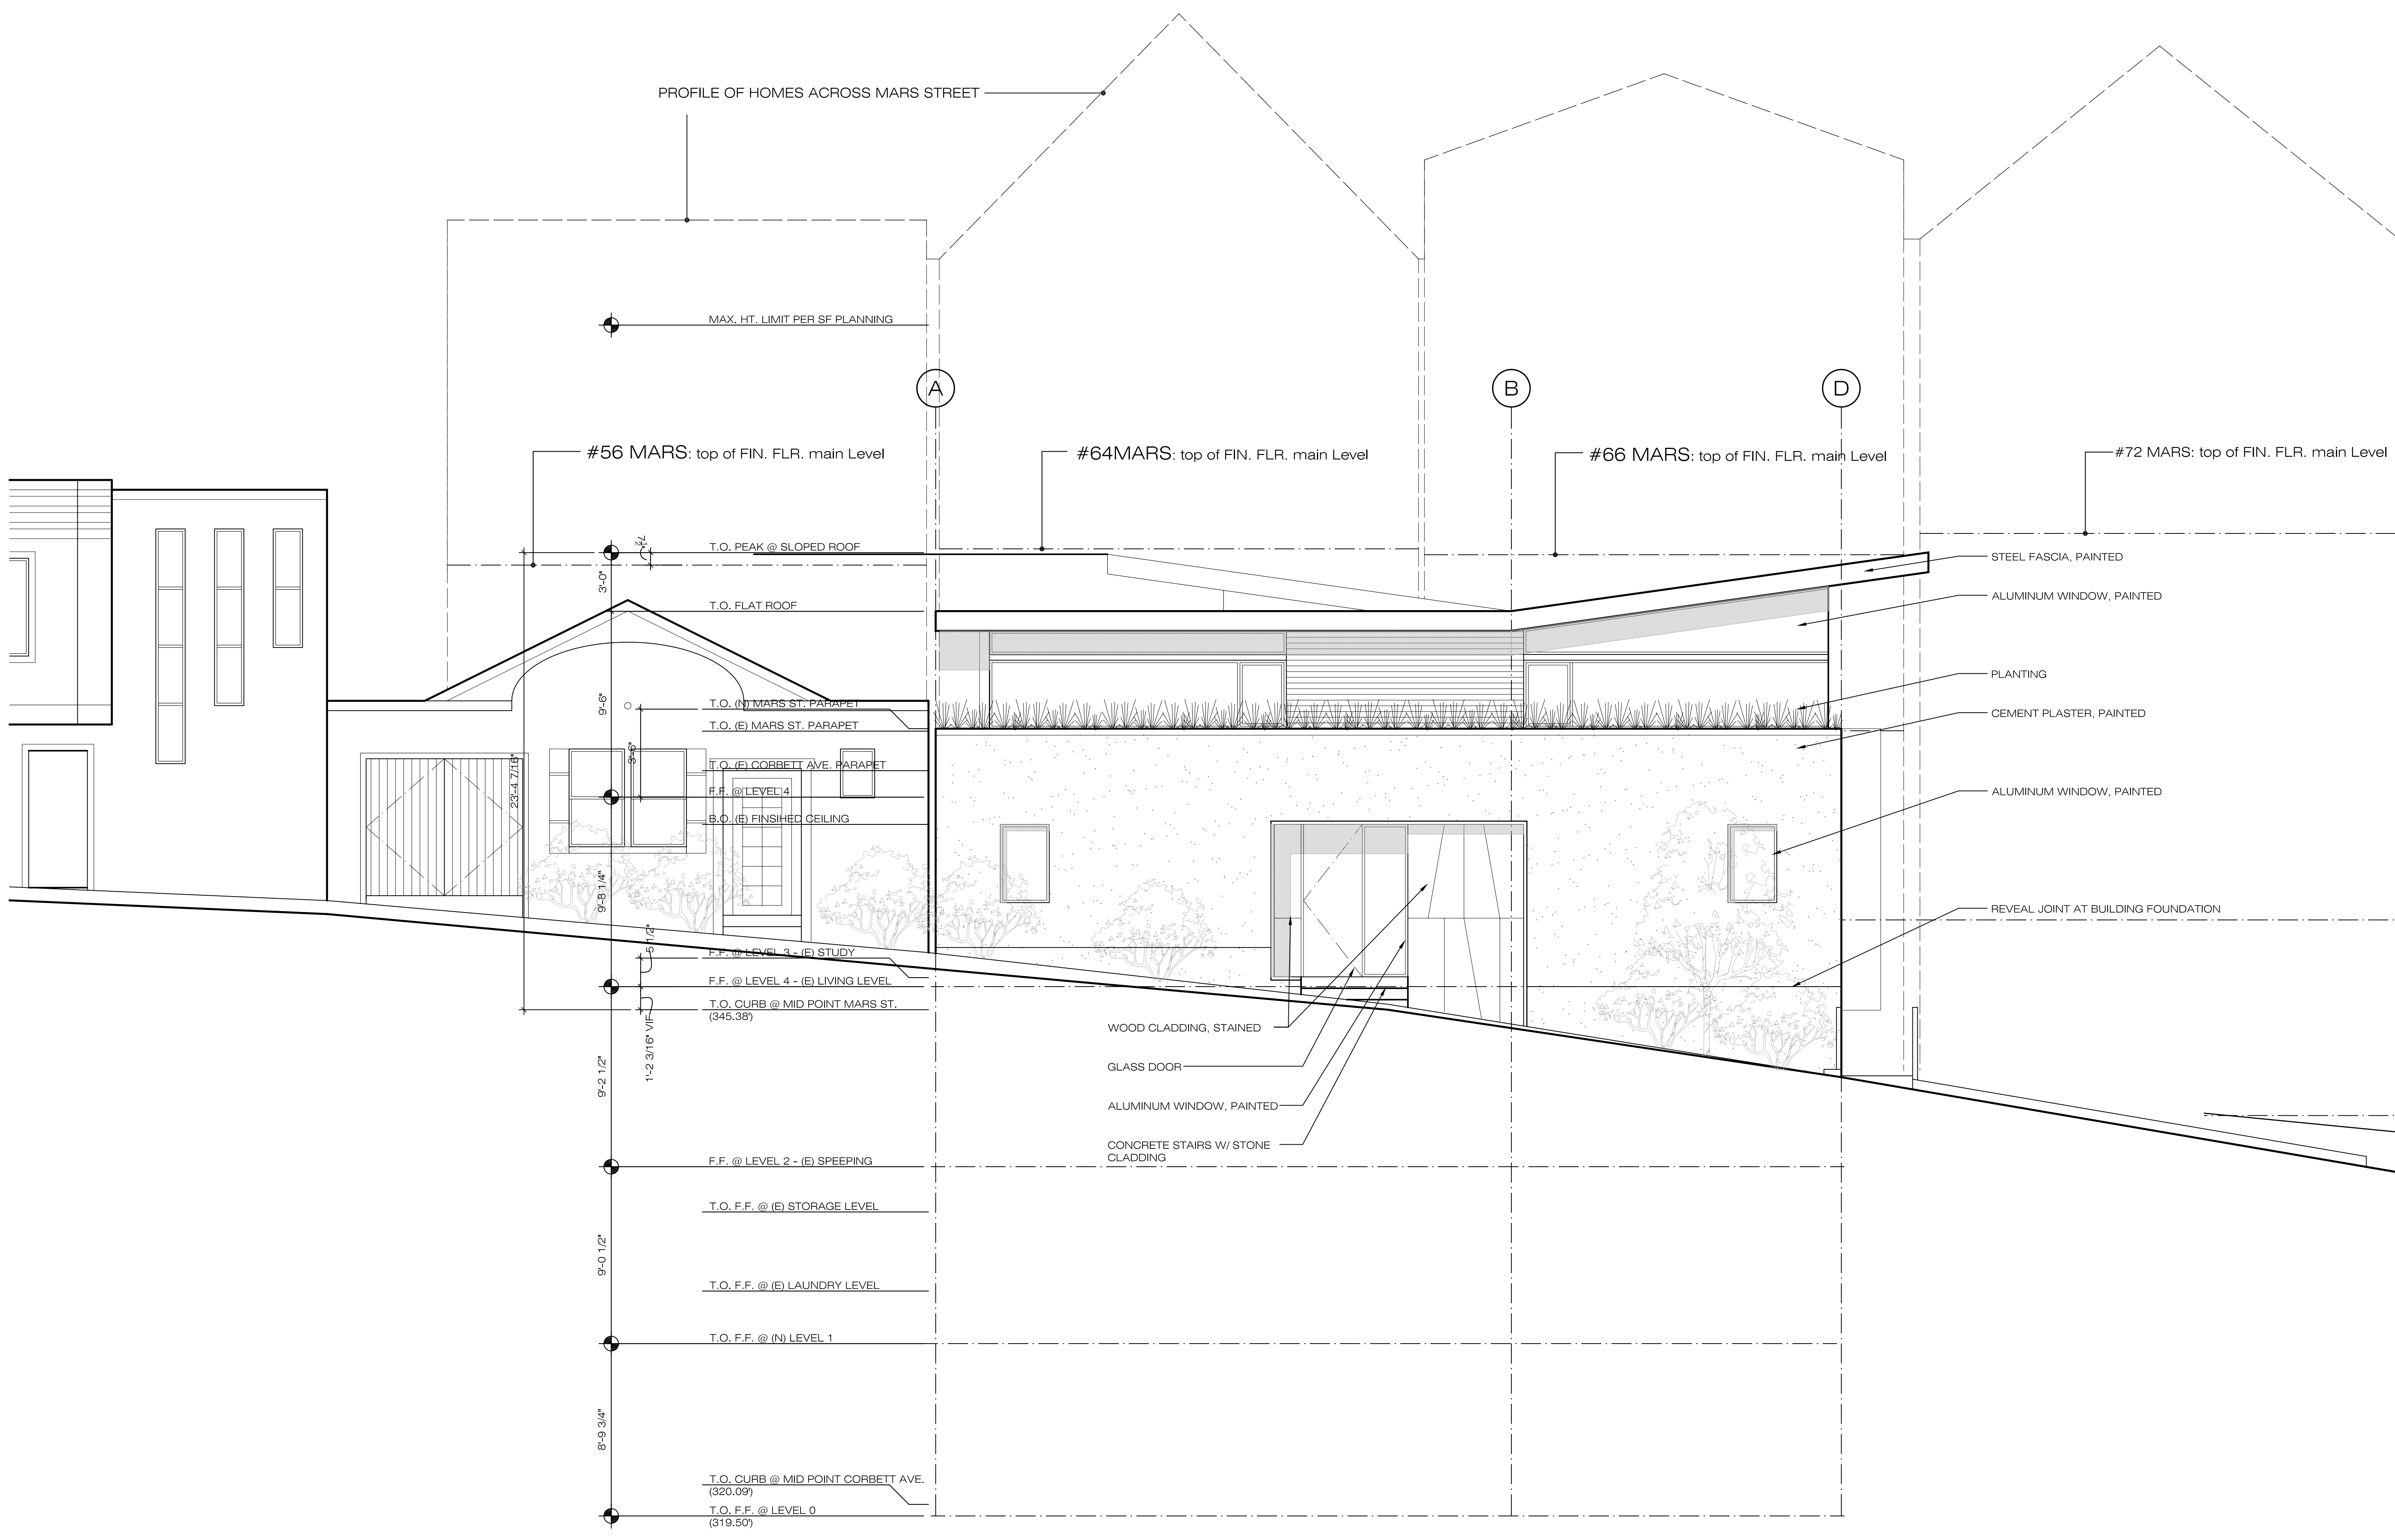 PROFILE OF HOMES ACROSS MARS STREET
MAX. HT. LIMIT PER SF PLANNING
A
B
D
#56 MARS: top of FIN. FLR. main Level
#64MARS: top of FIN. FLR. main Level
#66 MARS: top of FIN. FLR. main Level
#72 MARS: top of FIN. FLR. main Level
T.O. PEAK @ SLOPED ROOF
7 1/2"
3'-0"
T.O. FLAT ROOF
9'-6"
T.O. (N) MARS ST. PARAPET
T.O. (E) MARS ST. PARAPET
3'-6"
T.O. (E) CORBETT AVE. PARAPET
23'-4 7/16"
F.F. @ LEVEL 4
B.O. (E) FINSIHED CEILING
9'-8 1/4"
5 1/2"
F.F. @ LEVEL 3 - (E) STUDY
F.F. @ LEVEL 4 - (E) LIVING LEVEL
T.O. CURB @ MID POINT MARS ST.
(345.38')
1'-2 3/16" VIF
9'-2 1/2"
F.F. @ LEVEL 2 - (E) SPEEPING
T.O. F.F. @ (E) STORAGE LEVEL
9'-0 1/2"
T.O. F.F. @ (E) LAUNDRY LEVEL
T.O. F.F. @ (N) LEVEL 1
8'-9 3/4"
T.O. CURB @ MID POINT CORBETT AVE.
(320.09')
T.O. F.F. @ LEVEL 0
(319.50')
WOOD CLADDING, STAINED
GLASS DOOR
ALUMINUM WINDOW, PAINTED
CONCRETE STAIRS W/ STONE
CLADDING
STEEL FASCIA, PAINTED
ALUMINUM WINDOW, PAINTED
PLANTING
CEMENT PLASTER, PAINTED
ALUMINUM WINDOW, PAINTED
REVEAL JOINT AT BUILDING FOUNDATION